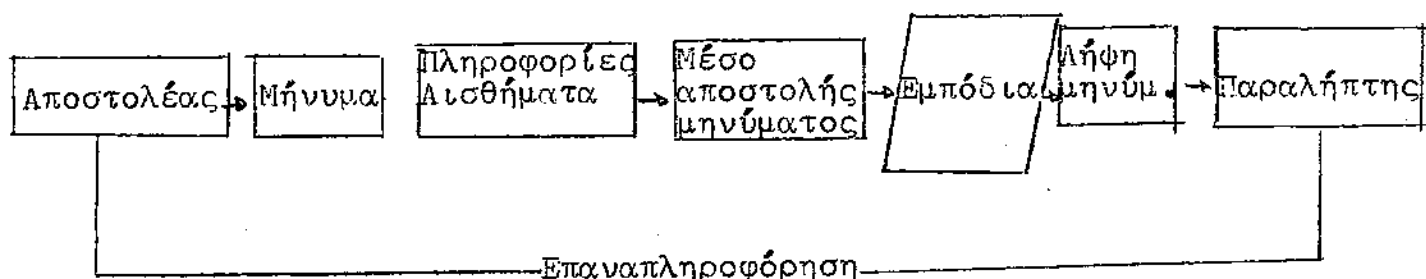 Αποστολέας
Μήνυμα
Πληροφορίες
Αισθήματα
Μέσο
αποστολής
μηνύματος
Εμπόδια
Λήψη
μηνύμ.
Παραλήπτης
Επαναπληροφόρηση